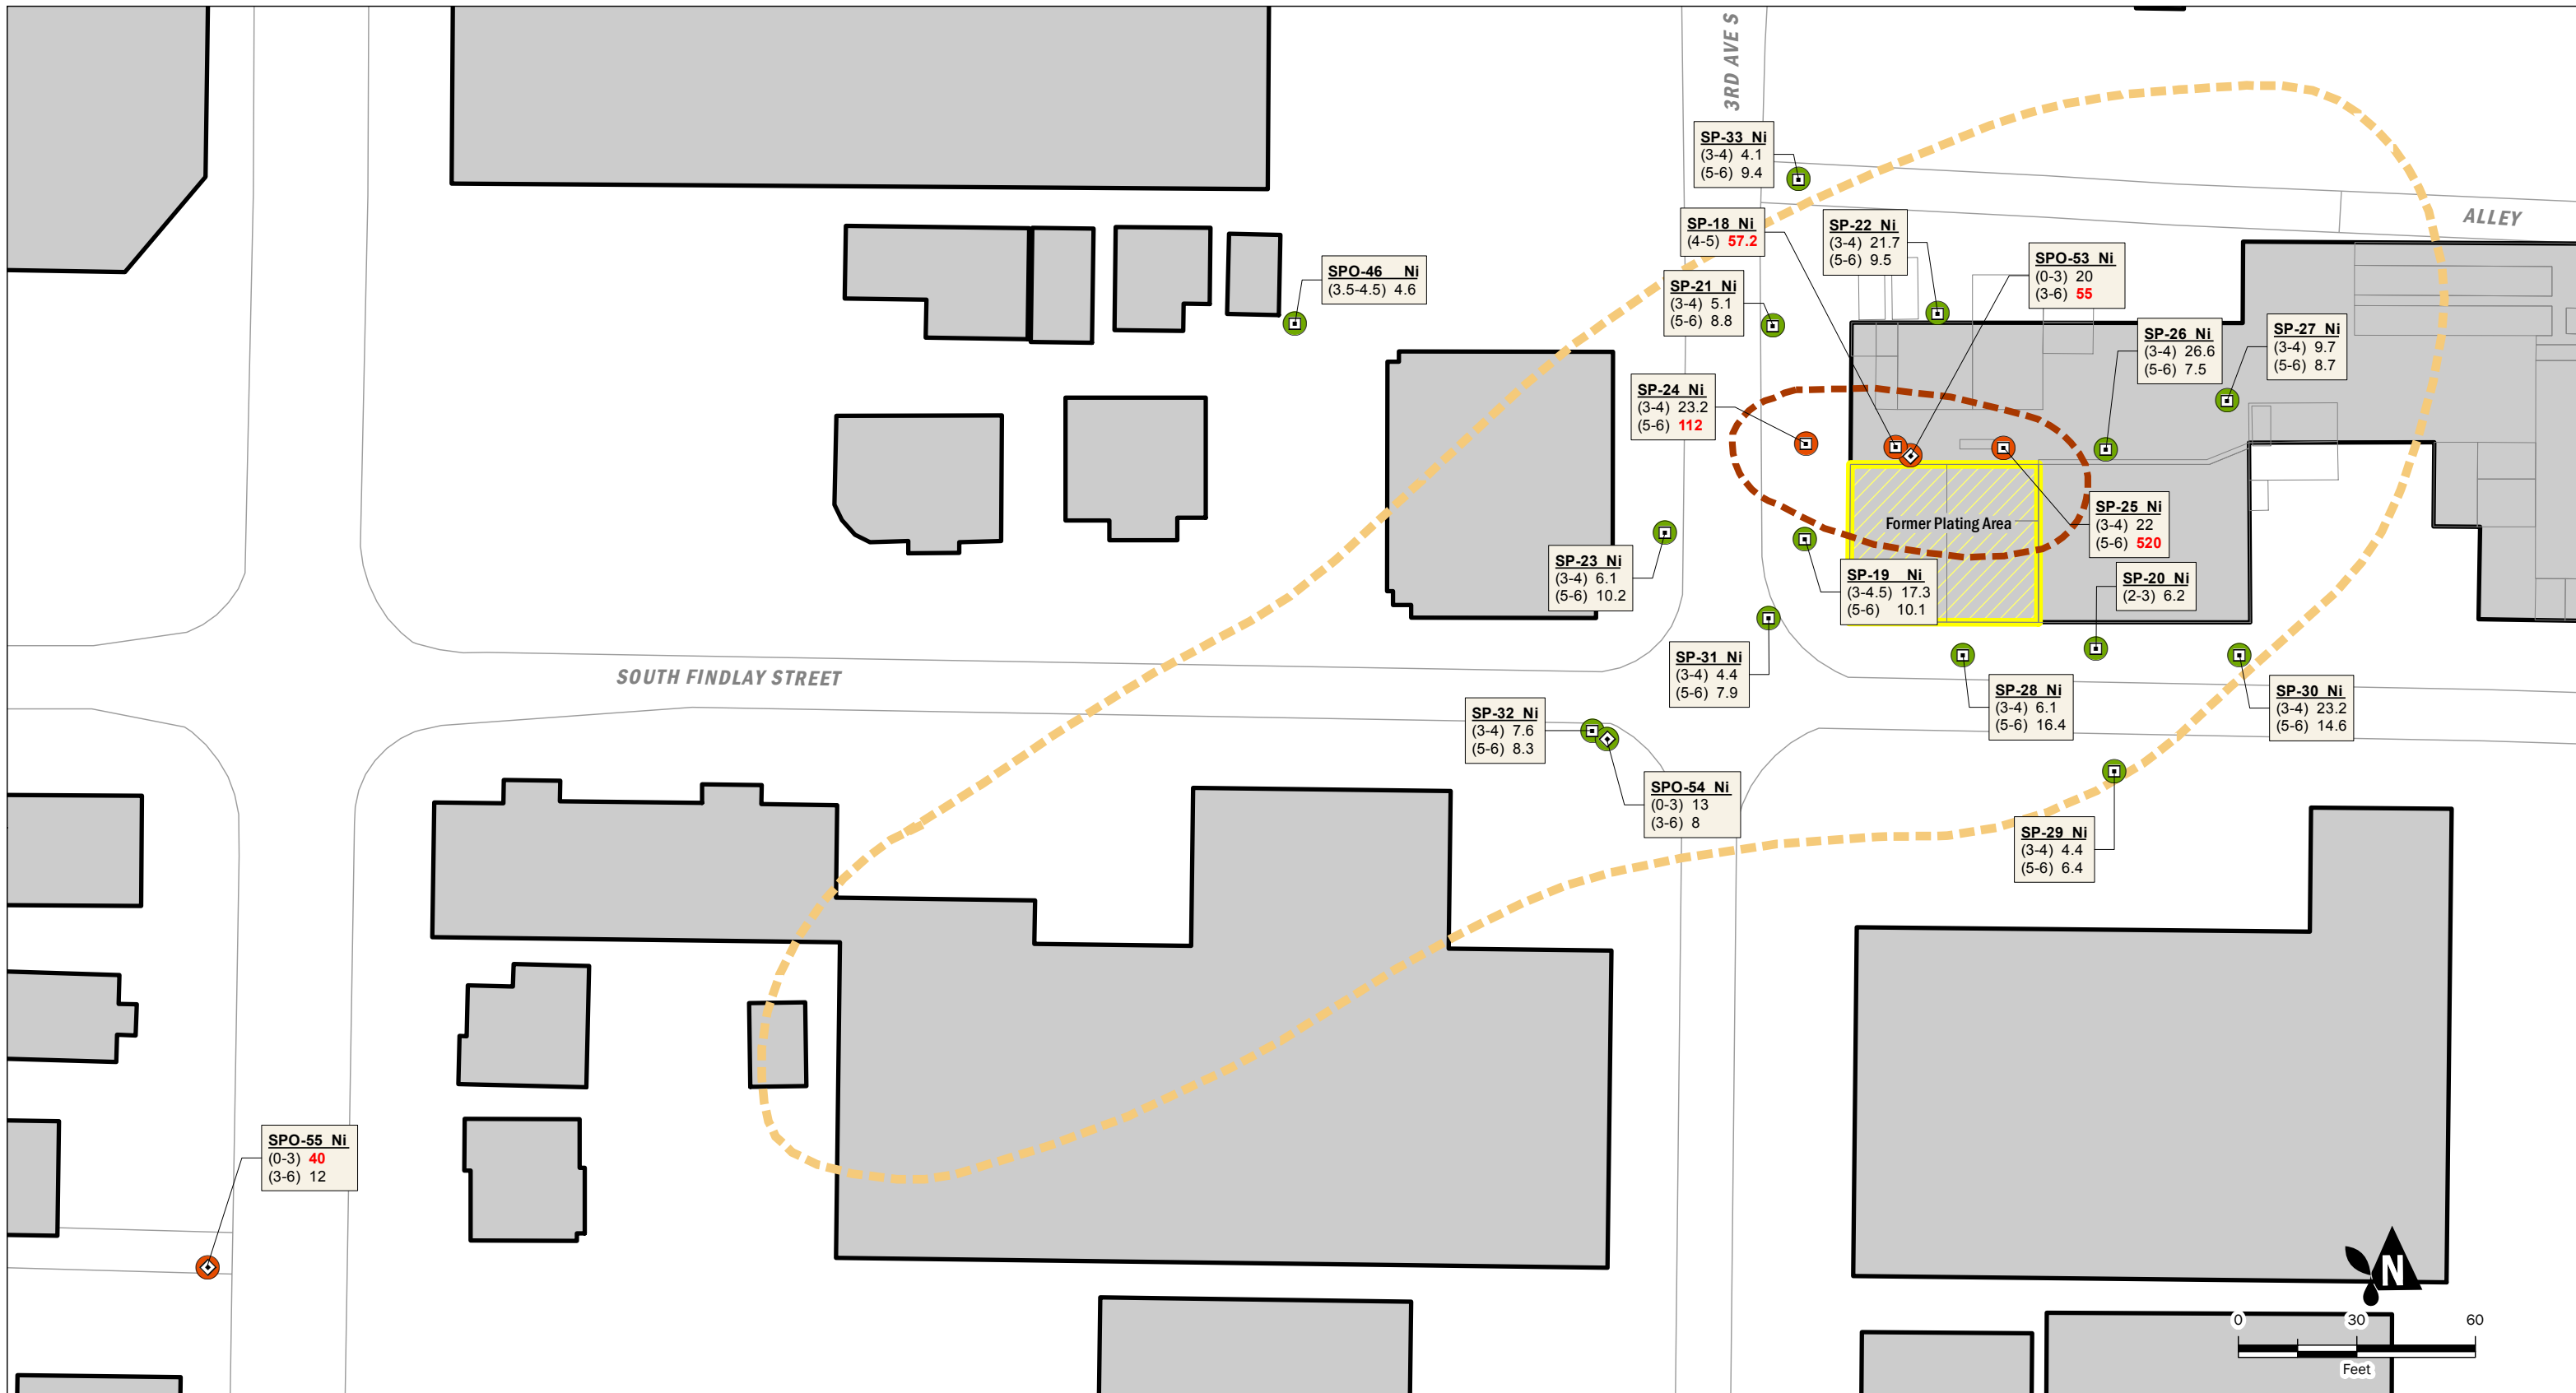 3RD AVE S
SP-33 Ni
(3-4) 4.1
(5-6) 9.4
ALLEY
SP-18 Ni
(4-5) 57.2
SP-22 Ni
(3-4) 21.7
(5-6) 9.5
SPO-53 Ni
(0-3) 20
(3-6) 55
SPO-46 Ni
(3.5-4.5) 4.6
SP-21 Ni
(3-4) 5.1
(5-6) 8.8
SP-26 Ni
(3-4) 26.6
(5-6) 7.5
SP-27 Ni
(3-4) 9.7
(5-6) 8.7
SP-24 Ni
(3-4) 23.2
(5-6) 112
SP-25 Ni
(3-4) 22
(5-6) 520
Former Plating Area
SP-23 Ni
(3-4) 6.1
(5-6) 10.2
SP-19 Ni
(3-4.5) 17.3
(5-6) 10.1
SP-20 Ni
(2-3) 6.2
SP-31 Ni
(3-4) 4.4
(5-6) 7.9
SOUTH FINDLAY STREET
SP-28 Ni
(3-4) 6.1
(5-6) 16.4
SP-30 Ni
(3-4) 23.2
(5-6) 14.6
SP-32 Ni
(3-4) 7.6
(5-6) 8.3
SPO-54 Ni
(0-3) 13
(3-6) 8
SP-29 Ni
(3-4) 4.4
(5-6) 6.4
SPO-55 Ni
(0-3) 40
(3-6) 12
N
0 30 60
Feet